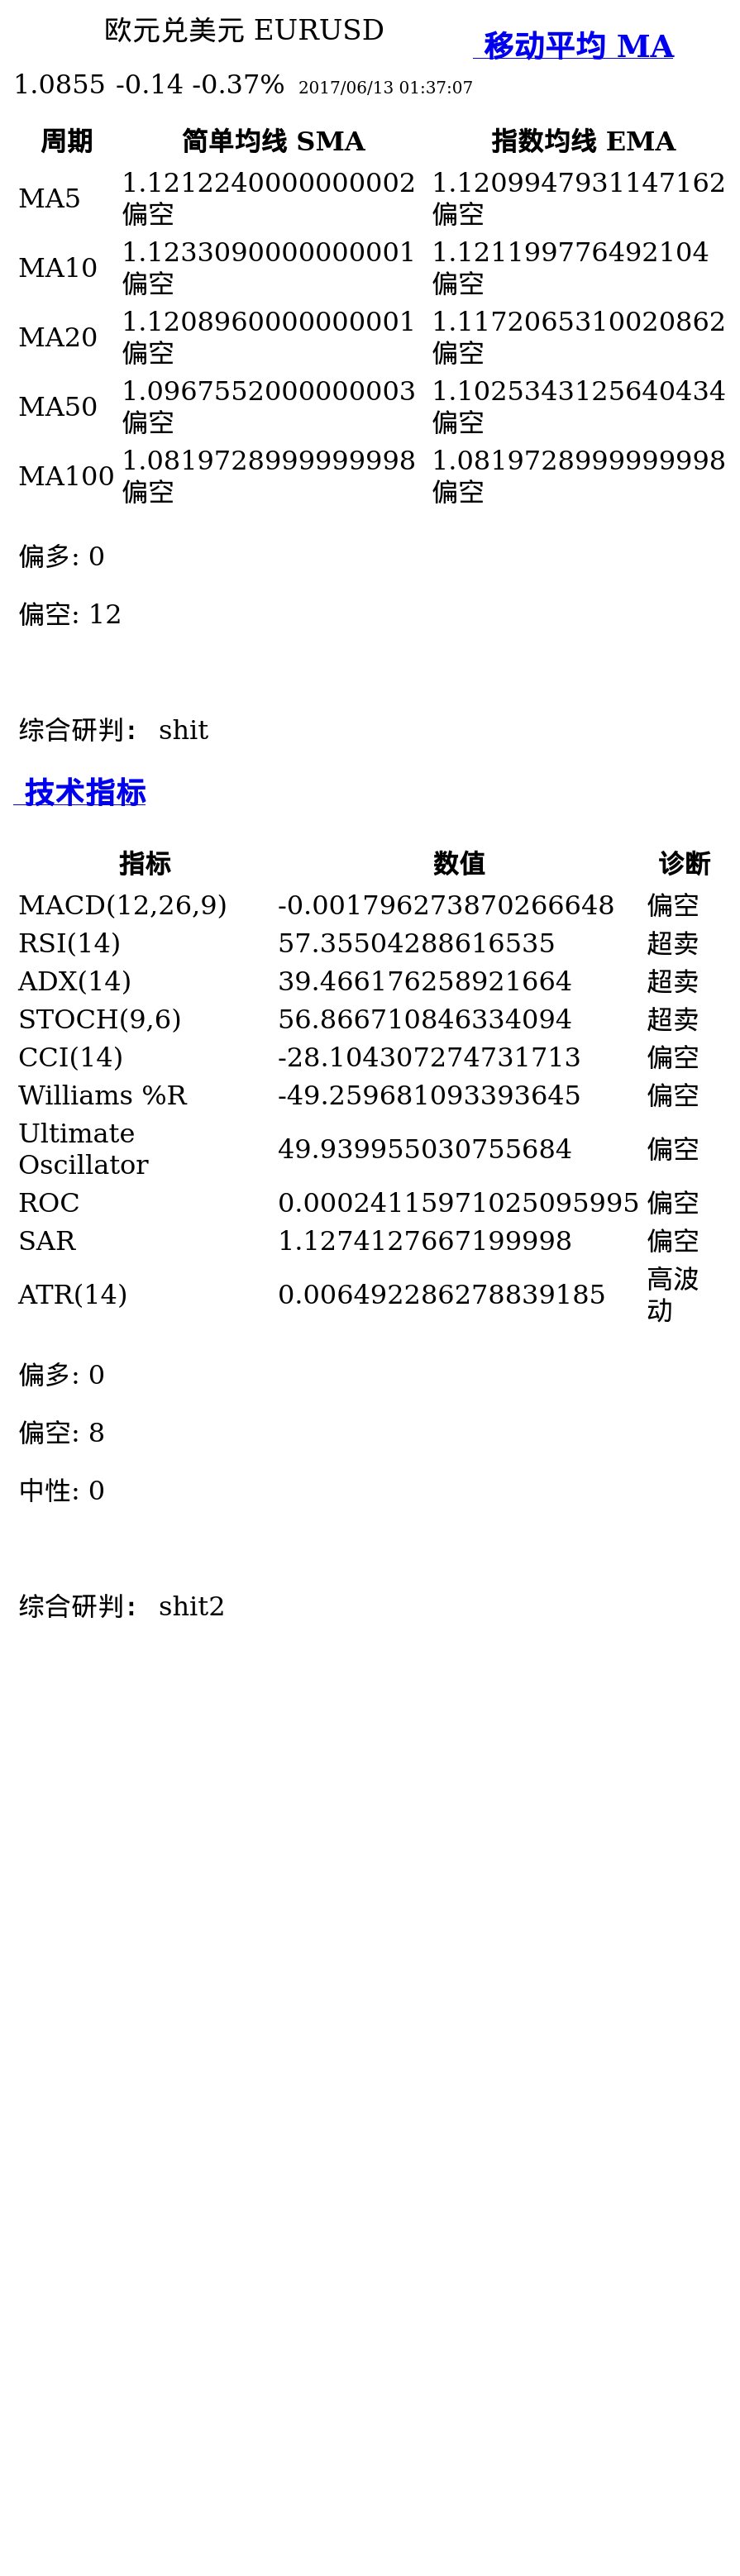 欧元兑美元 EURUSD
移动平均 MA
1.0855 -0.14 -0.37% 2017/06/13 01:37:07
周期 简单均线 SMA 指数均线 EMA
MA5 1.1212240000000002 偏空 1.1209947931147162 偏空
MA10 1.1233090000000001 偏空 1.121199776492104 偏空
MA20 1.1208960000000001 偏空 1.1172065310020862 偏空
MA50 1.0967552000000003 偏空 1.1025343125640434 偏空
MA100 1.0819728999999998 偏空 1.0819728999999998 偏空
偏多: 0
偏空: 12
综合研判： shit
技术指标
指标 数值 诊断
MACD(12,26,9) -0.001796273870266648 偏空
RSI(14) 57.35504288616535 超卖
ADX(14) 39.466176258921664 超卖
STOCH(9,6) 56.866710846334094 超卖
CCI(14) -28.104307274731713 偏空
Williams %R -49.259681093393645 偏空
Ultimate Oscillator 49.939955030755684 偏空
ROC 0.00024115971025095995 偏空
SAR 1.1274127667199998 偏空
ATR(14) 0.006492286278839185 高波动
偏多: 0
偏空: 8
中性: 0
综合研判： shit2